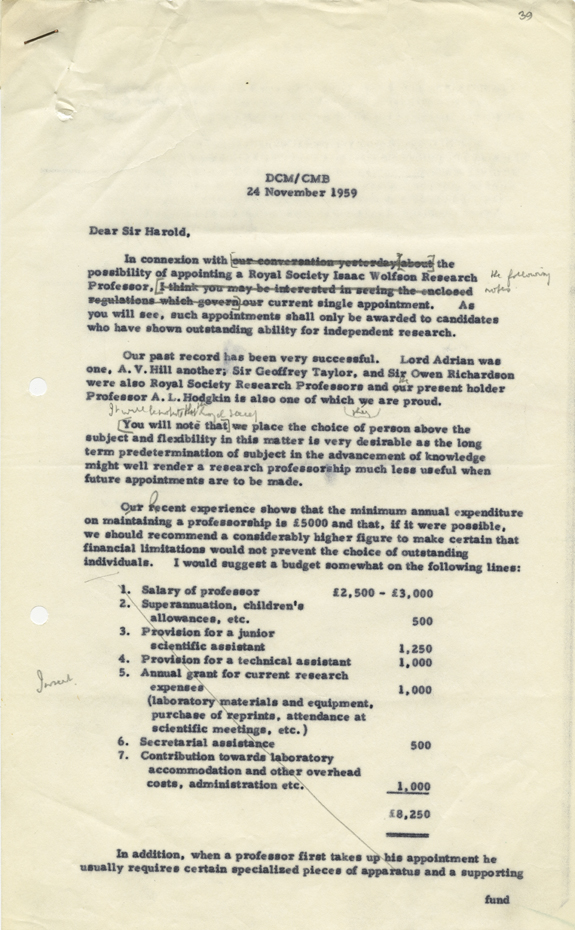 39
DCM/CMB
24 November 1959
Dear Sir Harold,
In connexion with [our conversation yesterday][about] the
possibility of appointing a Royal Society Isaac Wolfson Research
the following
Professor, [I think you may be interested in seeing the enclosed
notes
regulations which govern] our current single appointment. As
you will see, such appointments shall only be awarded to candidates
who have shown outstanding ability for independent research.
Our past record has been very successful. Lord Adrian was
one, A. V. Hill another; Sir Geoffrey Taylor, and Sir Owen Richardson
were also Royal Society Research Professors and our present holder
the
Professor A. L. Hodgkin is also one of which we are proud.
It will be noted that
they
[You will note that] we place the choice of person above the
subject and flexibility in this matter is very desirable as the long
term predetermination of subject in the advancement of knowledge
might well render a research professorship much less useful when
future appointments are to be made.
Our recent experience shows that the minimum annual expenditure
on maintaining a professorship is £5000 and that, if it were possible,
we should recommend a considerably higher figure to make certain that
financial limitations would not prevent the choice of outstanding
individuals. I would suggest a budget somewhat on the following lines:
1. Salary of professor £2,500 - £3,000
2. Superannuation, children's
allowances, etc. 500
3. Provision for a junior
scientific assistant 1,250
4. Provision for a technical assistant 1,000
5. Annual grant for current research
Inset
expenses 1,000
(laboratory materials and equipment,
purchase of reprints, attendance at
scientific meetings, etc.)
6. Secretarial assistance 500
7. Contribution towards laboratory
accommodation and other overhead
costs, administration etc. 1,000
£8,250
In addition, when a professor first takes up his appointment he
usually requires certain specialized pieces of apparatus and a supporting
fund